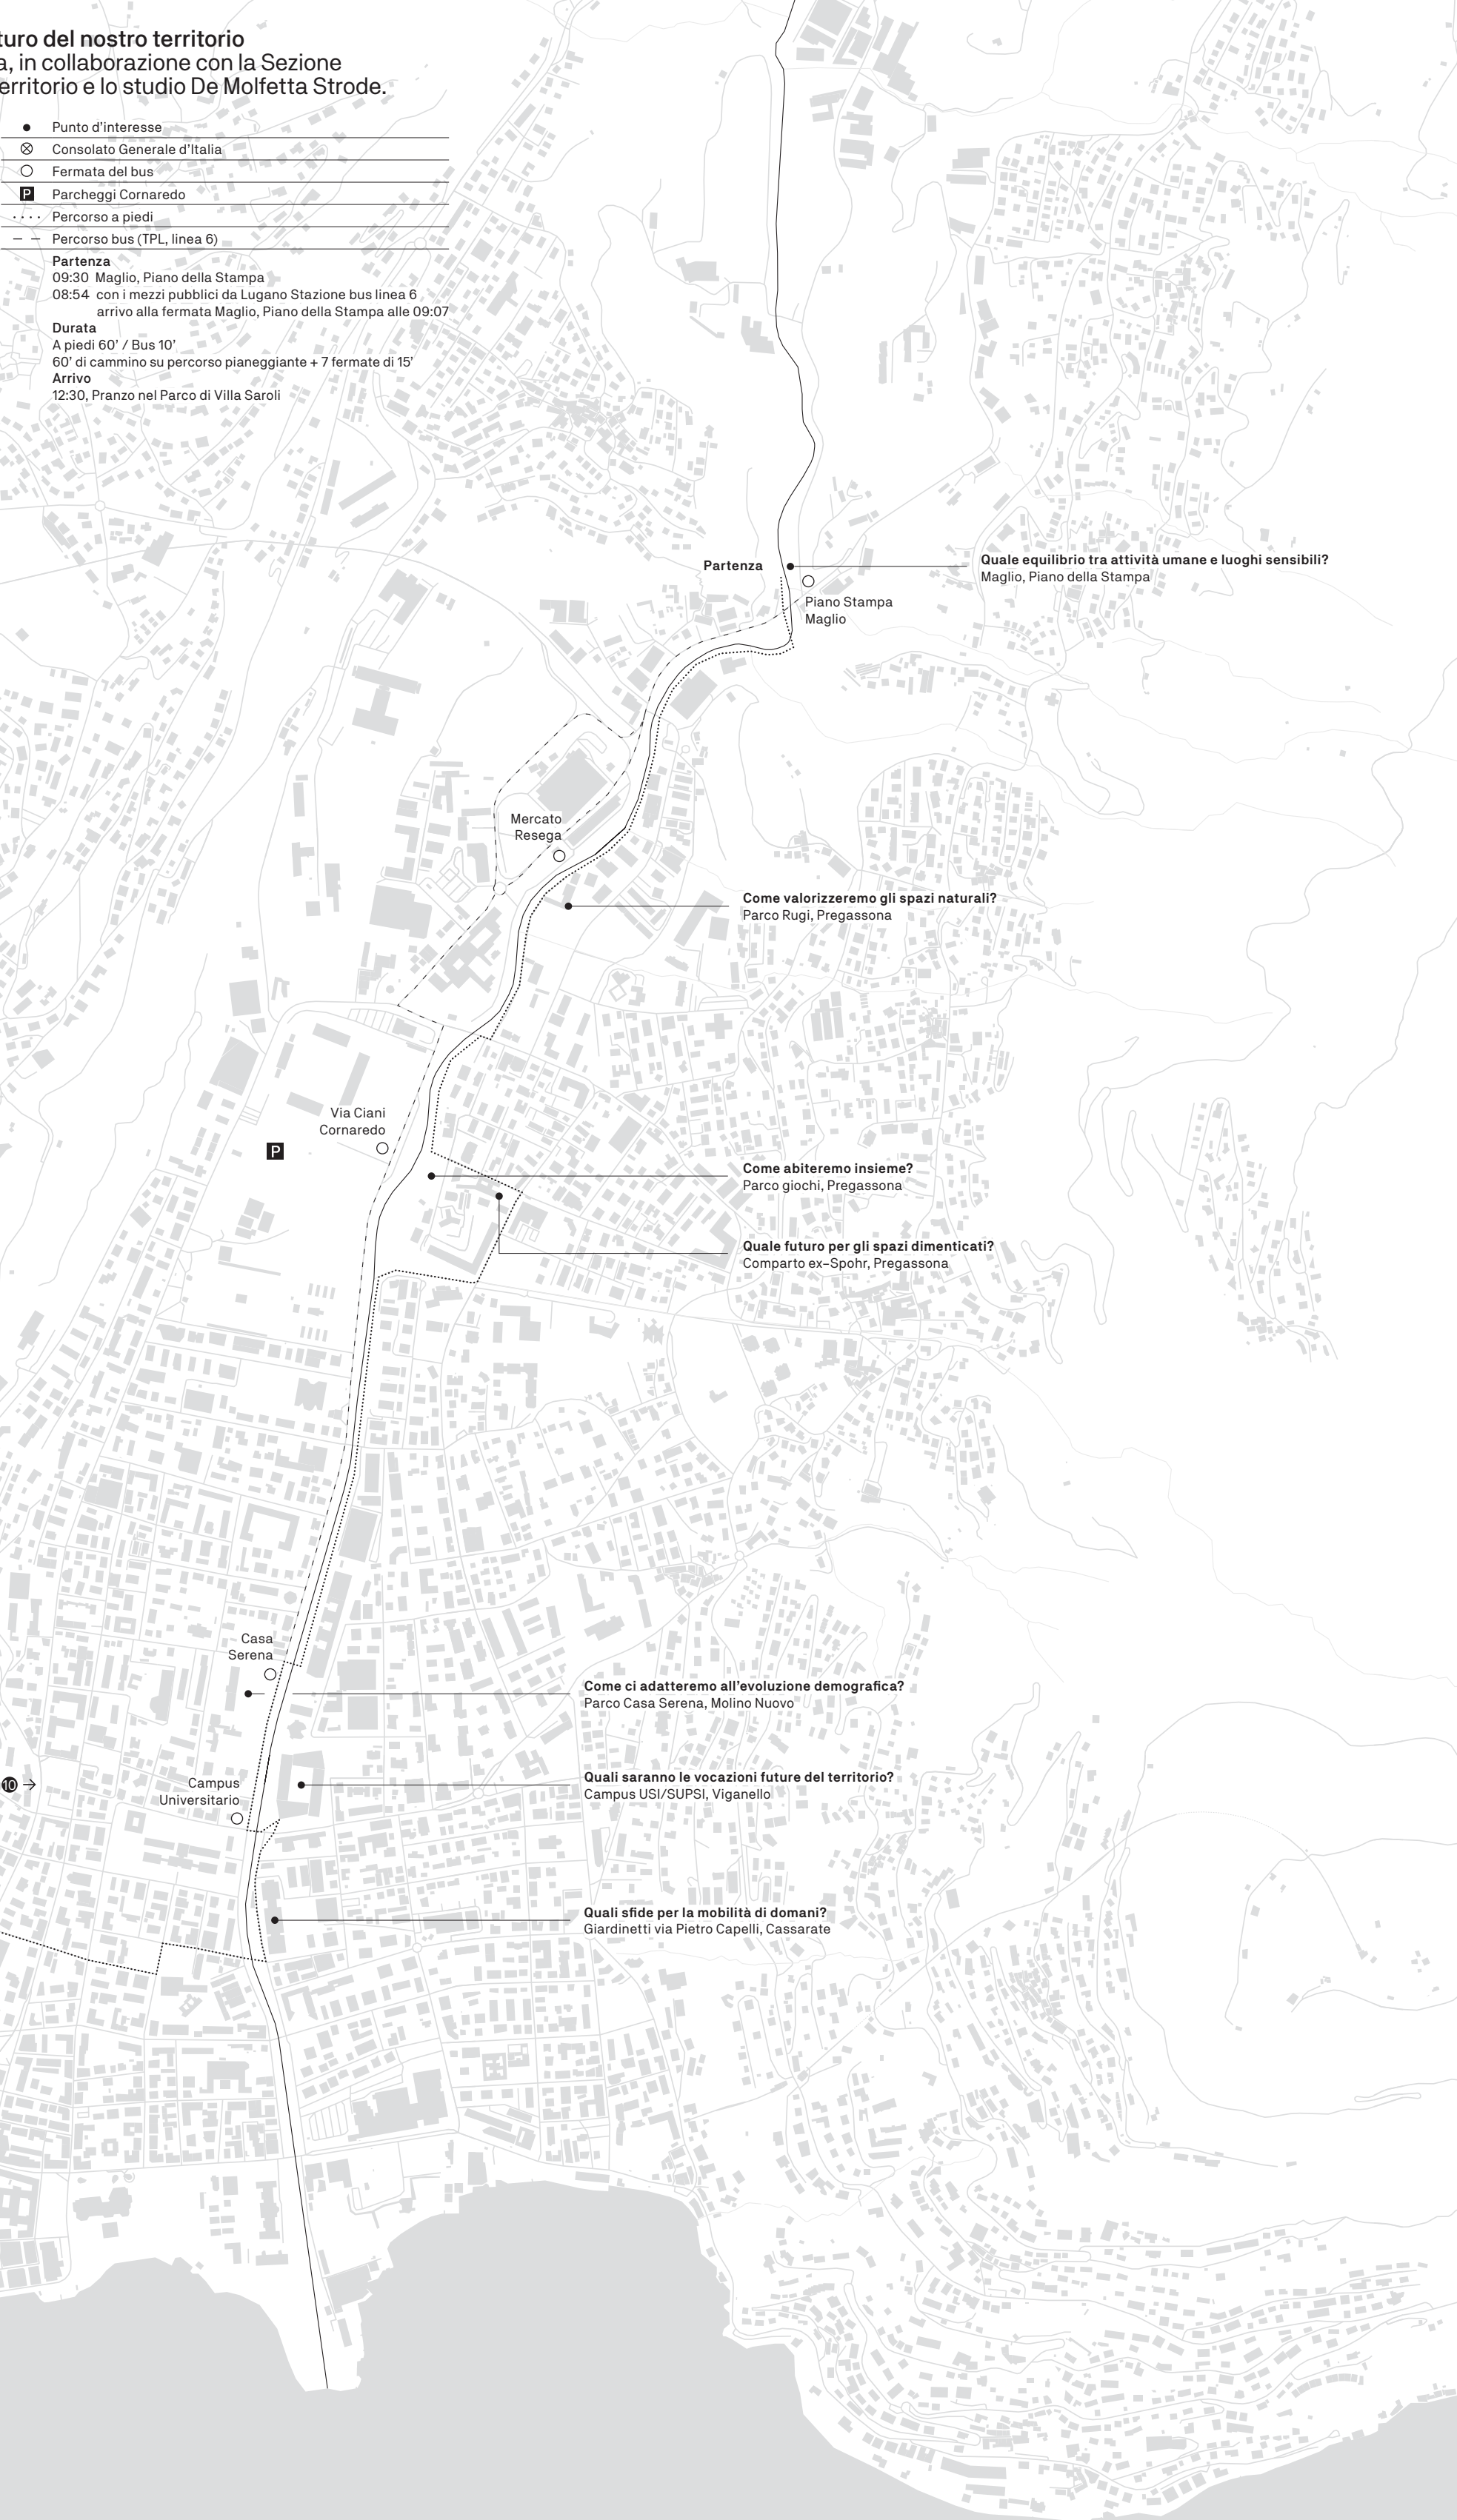 turo del nostro territorio
a, in collaborazione con la Sezione
erritorio e lo studio De Molfetta Strode.
Punto d’interesse
Consolato Generale d’Italia
Fermata del bus
P Parcheggi Cornaredo
Percorso a piedi
Percorso bus (TPL, linea 6)
Partenza
09:30 Maglio, Piano della Stampa
08:54 con i mezzi pubblici da Lugano Stazione bus linea 6
arrivo alla fermata Maglio, Piano della Stampa alle 09:07
Durata
A piedi 60’ / Bus 10’
60’ di cammino su percorso pianeggiante + 7 fermate di 15’
Arrivo
12:30, Pranzo nel Parco di Villa Saroli
Partenza
Quale equilibrio tra attività umane e luoghi sensibili?
Maglio, Piano della Stampa
Piano Stampa
Maglio
Mercato
Resega
Come valorizzeremo gli spazi naturali?
Parco Rugi, Pregassona
Via Ciani
Cornaredo
P
Come abiteremo insieme?
Parco giochi, Pregassona
Quale futuro per gli spazi dimenticati?
Comparto ex–Spohr, Pregassona
Casa
Serena
Come ci adatteremo all’evoluzione demografica?
Parco Casa Serena, Molino Nuovo
Quali saranno le vocazioni future del territorio?
Campus USI/SUPSI, Viganello
10 →
Campus
Universitario
Quali sfide per la mobilità di domani?
Giardinetti via Pietro Capelli, Cassarate